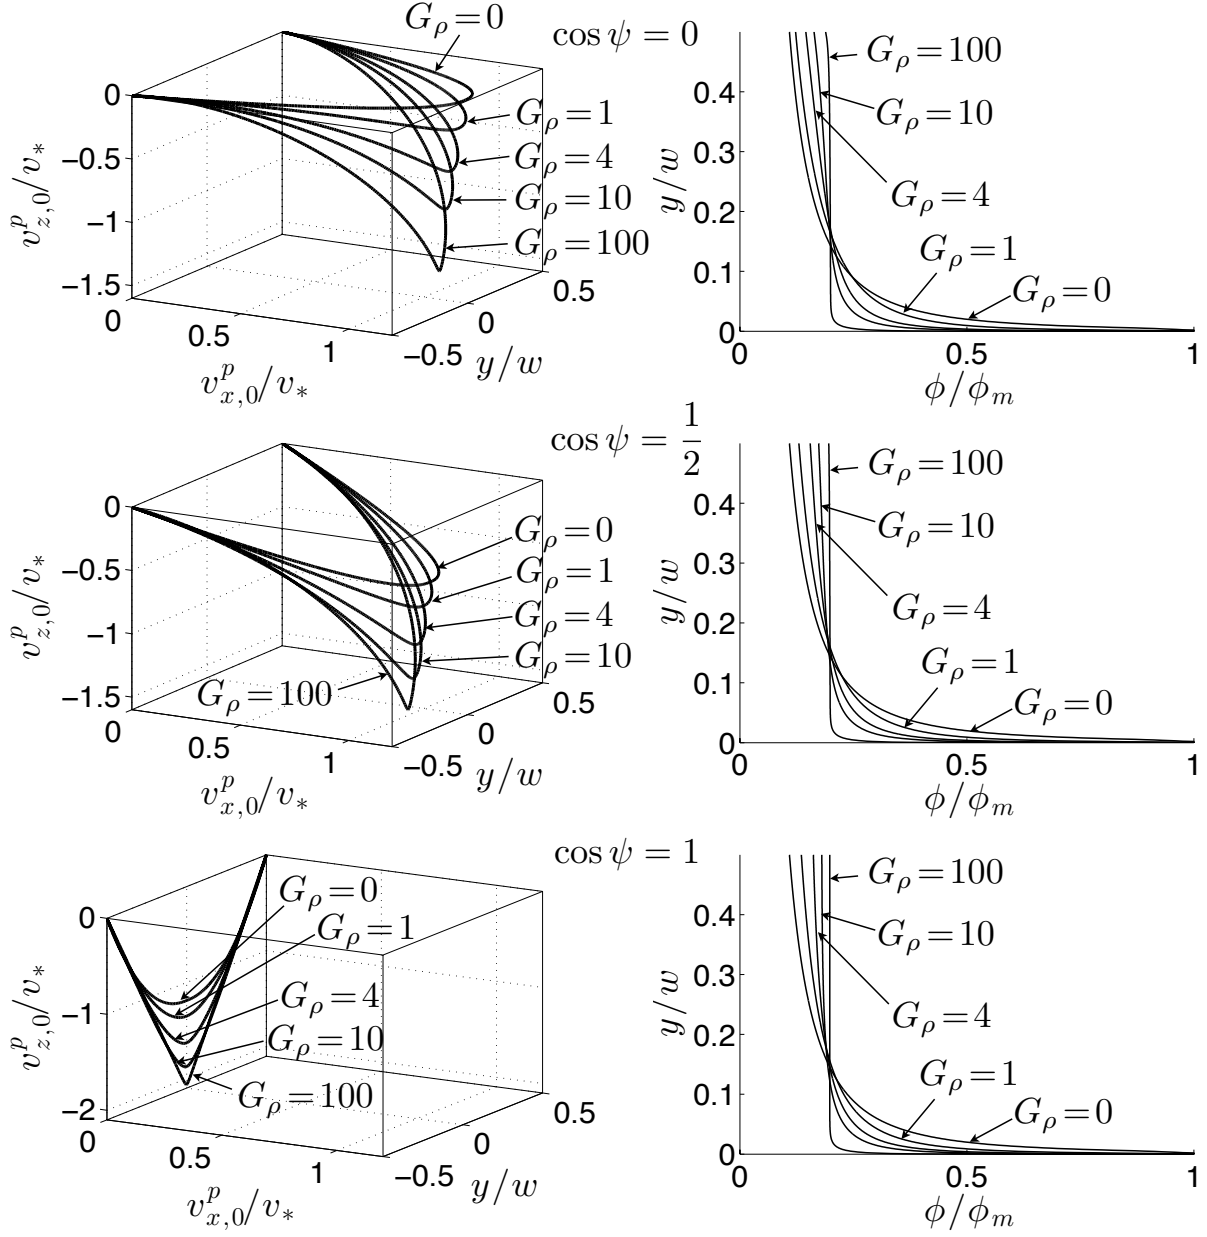 cos ψ = 0
G_ρ = 0
G_ρ = 1
G_ρ = 4
G_ρ = 10
G_ρ = 100
0
−0.5
−1
−1.5
v^p_{z,0}/v_*
0
0.5
1
v^p_{x,0}/v_*
−0.5
0
0.5
y/w
G_ρ = 100
G_ρ = 10
G_ρ = 4
G_ρ = 1
G_ρ = 0
0.4
0.3
0.2
0.1
0
y/w
0
0.5
1
ϕ/ϕ_m
cos ψ = 1/2
G_ρ = 0
G_ρ = 1
G_ρ = 4
G_ρ = 10
G_ρ = 100
0
−0.5
−1
−1.5
v^p_{z,0}/v_*
0
0.5
1
v^p_{x,0}/v_*
−0.5
0
0.5
y/w
G_ρ = 100
G_ρ = 10
G_ρ = 4
G_ρ = 1
G_ρ = 0
0.4
0.3
0.2
0.1
0
y/w
0
0.5
1
ϕ/ϕ_m
cos ψ = 1
G_ρ = 0
G_ρ = 1
G_ρ = 4
G_ρ = 10
G_ρ = 100
0
−1
−2
v^p_{z,0}/v_*
0
0.5
1
v^p_{x,0}/v_*
−0.5
0
0.5
y/w
G_ρ = 100
G_ρ = 10
G_ρ = 4
G_ρ = 1
G_ρ = 0
0.4
0.3
0.2
0.1
0
y/w
0
0.5
1
ϕ/ϕ_m